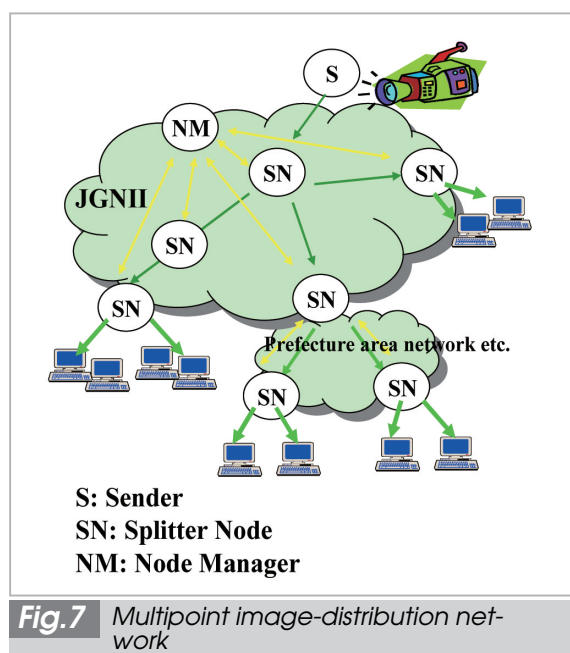 S
NM
SN
SN
JGNII
SN
SN
SN
Prefecture area network etc.
SN
SN
S: Sender
SN: Splitter Node
NM: Node Manager
Fig.7 Multipoint image-distribution net-
work